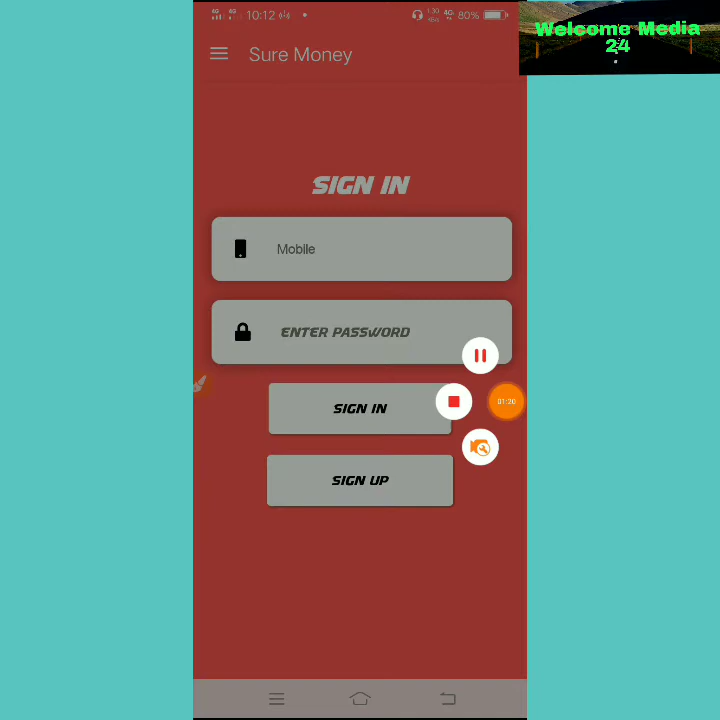 10:12
80%
Welcome Media
24
Sure Money
SIGN IN
Mobile
ENTER PASSWORD
SIGN IN
01:20
SIGN UP